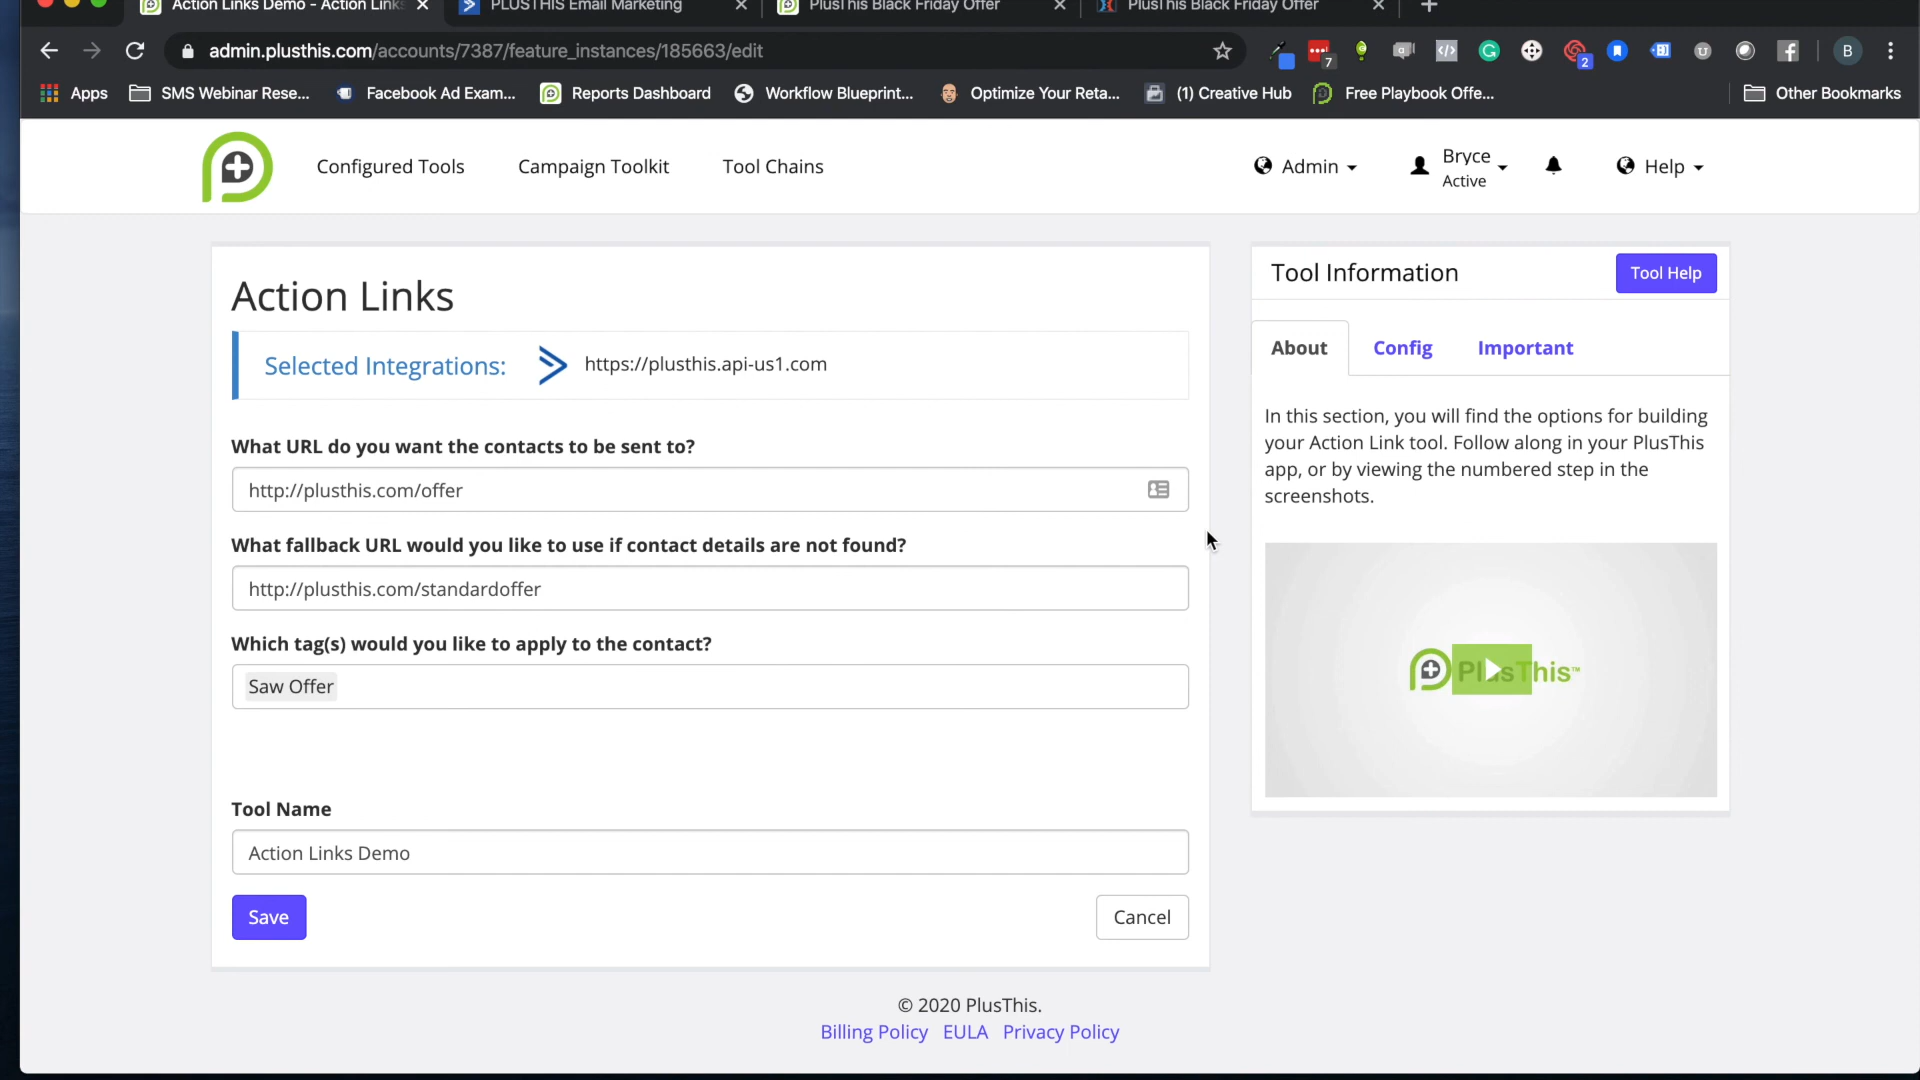 Action Links Demo - Action Link
PLUSTHIS Email Marketing
PlusThis Black Friday Offer
PlusThis Black Friday Offer
admin.plusthis.com/accounts/7387/feature_instances/185663/edit
7
2
B
Apps
SMS Webinar Rese...
Facebook Ad Exam...
Reports Dashboard
Workflow Blueprint...
Optimize Your Reta...
(1) Creative Hub
Free Playbook Offe...
Other Bookmarks
Configured Tools
Campaign Toolkit
Tool Chains
Admin
Bryce
Active
Help
Action Links
Selected Integrations:
https://plusthis.api-us1.com
What URL do you want the contacts to be sent to?
http://plusthis.com/offer
What fallback URL would you like to use if contact details are not found?
http://plusthis.com/standardoffer
Which tag(s) would you like to apply to the contact?
Saw Offer
Tool Name
Action Links Demo
Save
Cancel
Tool Information
Tool Help
About
Config
Important
In this section, you will find the options for building
your Action Link tool. Follow along in your PlusThis
app, or by viewing the numbered step in the
screenshots.
PlusThis™
© 2020 PlusThis.
Billing Policy
EULA
Privacy Policy